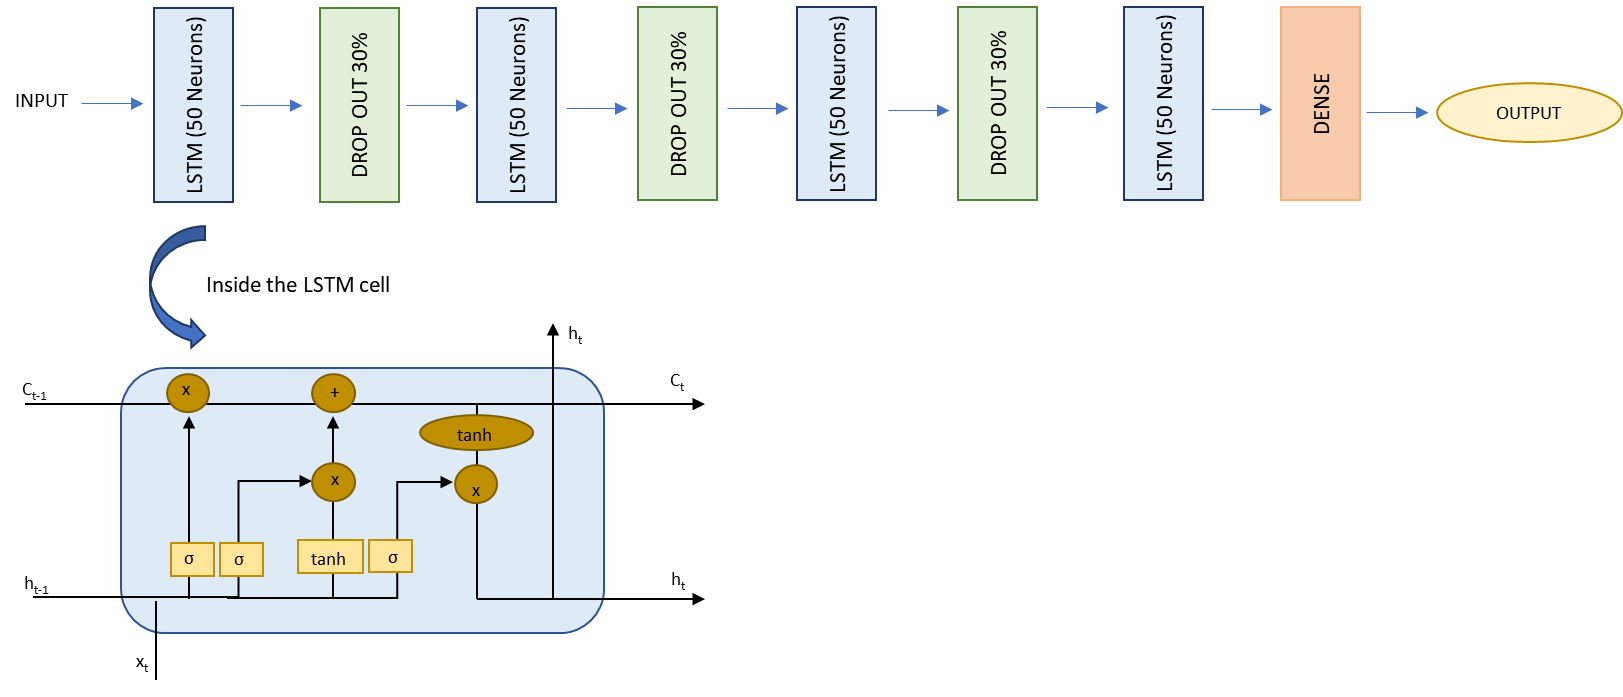 INPUT
LSTM (50 Neurons)
DROP OUT 30%
LSTM (50 Neurons)
DROP OUT 30%
LSTM (50 Neurons)
DROP OUT 30%
LSTM (50 Neurons)
DENSE
OUTPUT
Inside the LSTM cell
ht
Ct-1
x
+
Ct
tanh
x
x
σ
σ
tanh
σ
ht-1
ht
xt